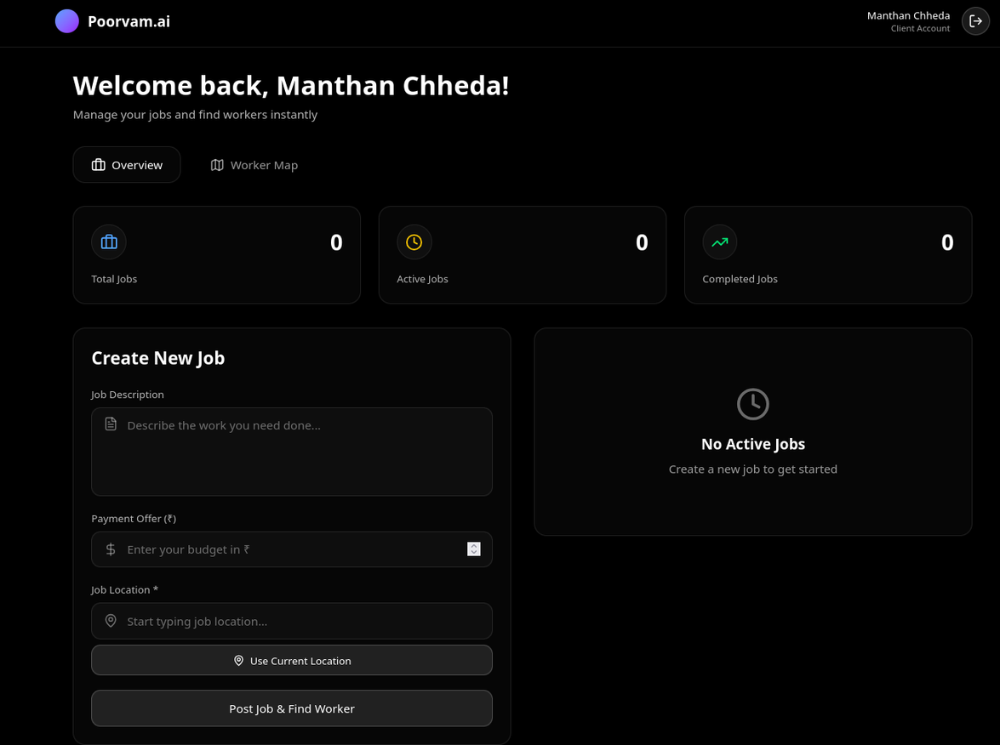 Poorvam.ai
Manthan Chheda
Client Account
Welcome back, Manthan Chheda!
Manage your jobs and find workers instantly
Overview
Worker Map
0
Total Jobs
0
Active Jobs
0
Completed Jobs
Create New Job
Job Description
Describe the work you need done...
Payment Offer (₹)
Enter your budget in ₹
Job Location *
Start typing job location...
Use Current Location
Post Job & Find Worker
No Active Jobs
Create a new job to get started